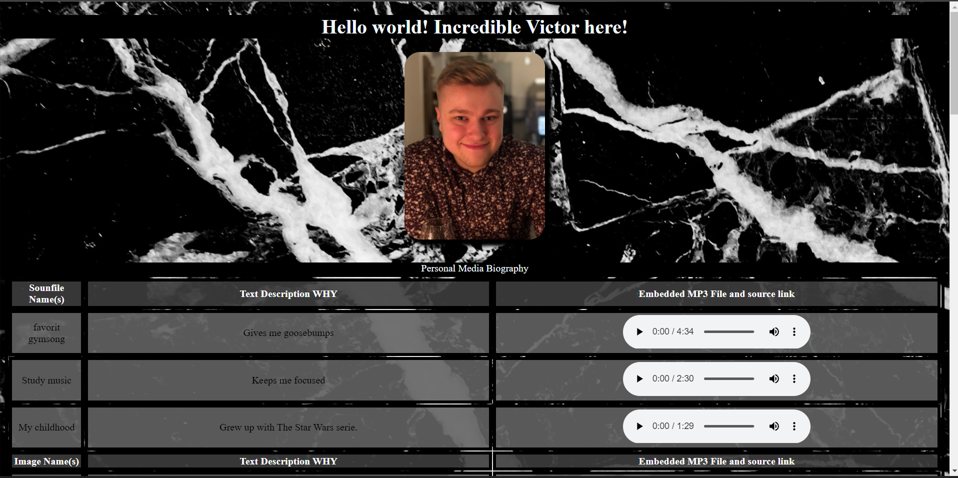 Hello world! Incredible Victor here!
Personal Media Biography
Sounfile
Name(s)
Text Description WHY
Embedded MP3 File and source link
favorit
gymsong
Gives me goosebumps
0:00 / 4:34
Study music
Keeps me focused
0:00 / 2:30
My childhood
Grew up with The Star Wars serie.
0:00 / 1:29
Image Name(s)
Text Description WHY
Embedded MP3 File and source link